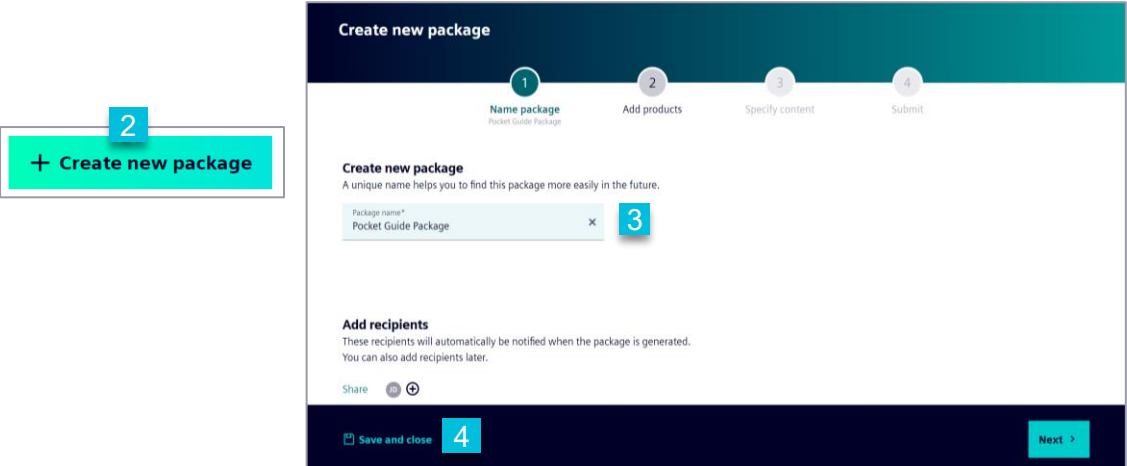 2
+ Create new package
Create new package
1
2
3
4
Name package
Add products
Specify content
Submit
Pocket Guide Package
Create new package
A unique name helps you to find this package more easily in the future.
Package name*
Pocket Guide Package
×
3
Add recipients
These recipients will automatically be notified when the package is generated.
You can also add recipients later.
Share
JD
Save and close
4
Next >